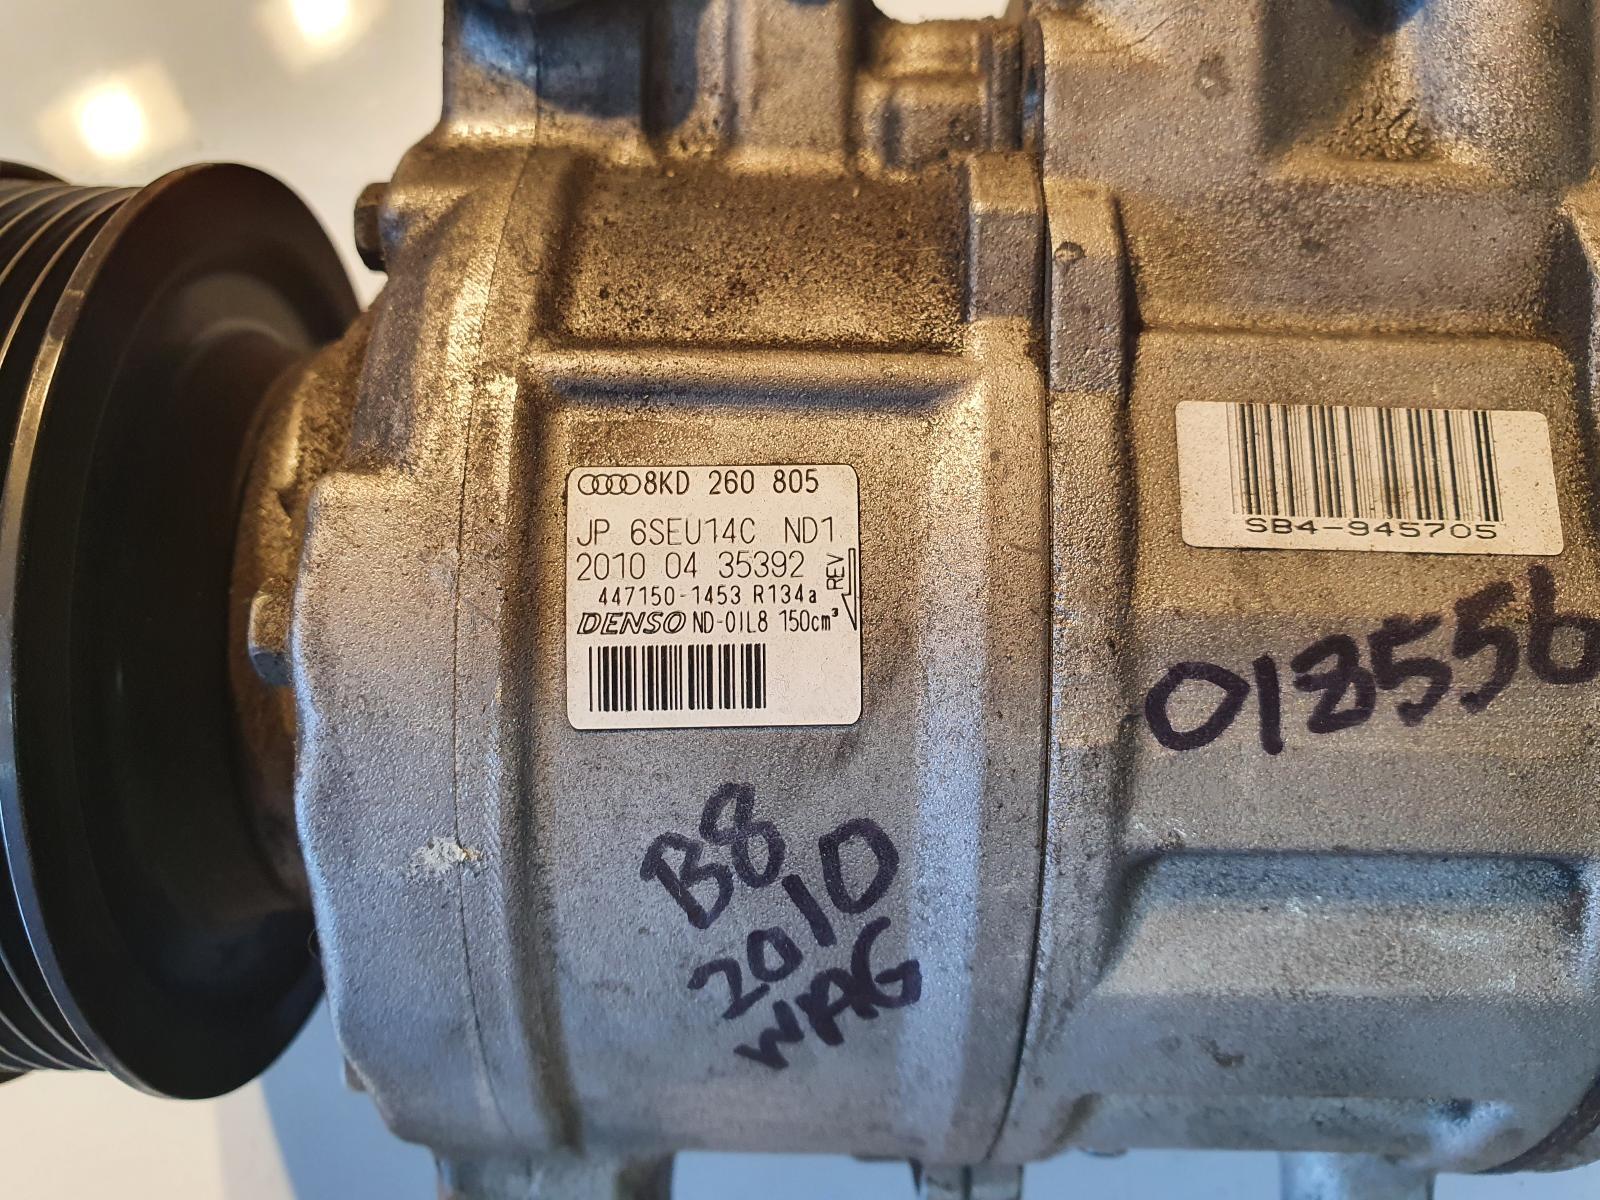 8KD 260 805
JP 6SEU14C ND1
2010 04 35392
REV
447150-1453 R134a
DENSO ND-OIL8 150cm³
SB4-945705
018556
B8
2010
WAG